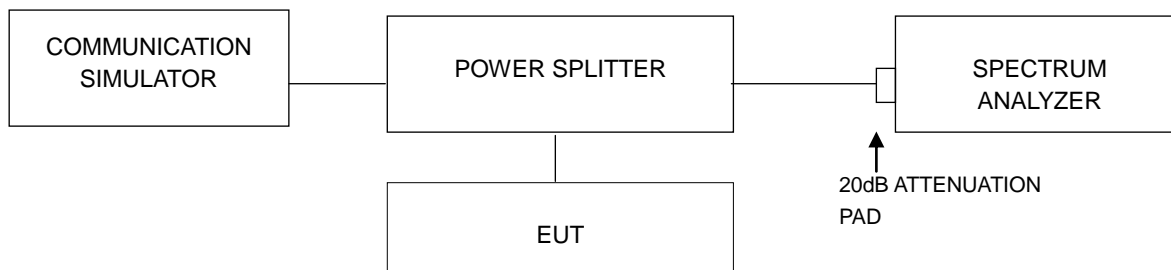 COMMUNICATION
SIMULATOR
POWER SPLITTER
SPECTRUM
ANALYZER
20dB ATTENUATION
PAD
EUT